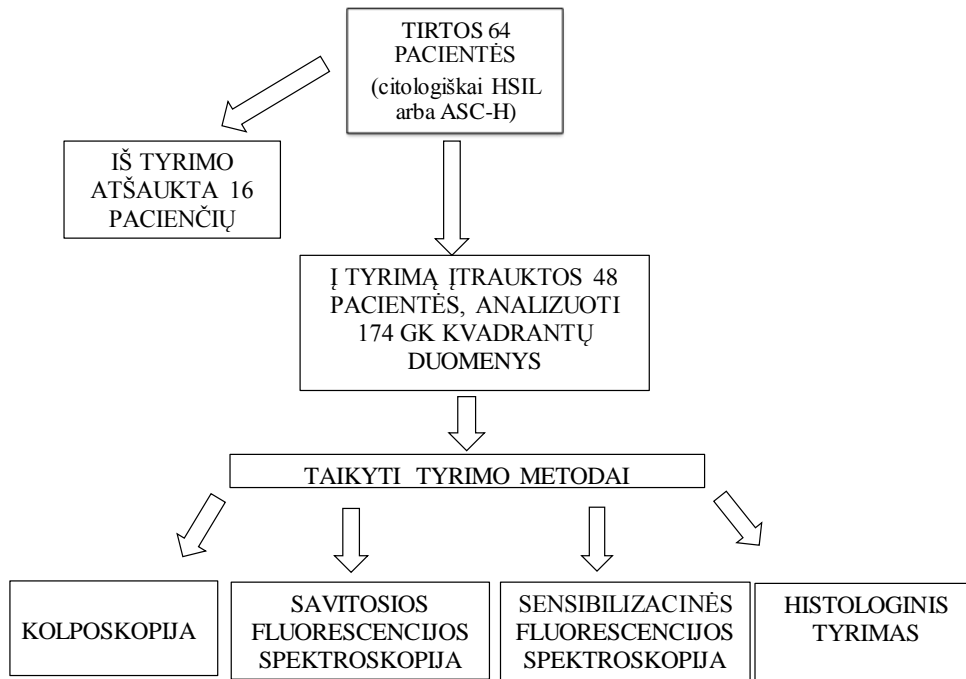 TIRTOS 64
PACIENTĖS
(citologiškai HSIL
arba ASC-H)
IŠ TYRIMO
ATŠAUKTA 16
PACIENČIŲ
Į TYRIMĄ ĮTRAUKTOS 48
PACIENTĖS, ANALIZUOTI
174 GK KVADRANTŲ
DUOMENYS
TAIKYTI TYRIMO METODAI
KOLPOSKOPIJA
SAVITOSIOS
FLUORESCENCIJOS
SPEKTROSKOPIJA
SENSIBILIZACINĖS
FLUORESCENCIJOS
SPEKTROSKOPIJA
HISTOLOGINIS
TYRIMAS